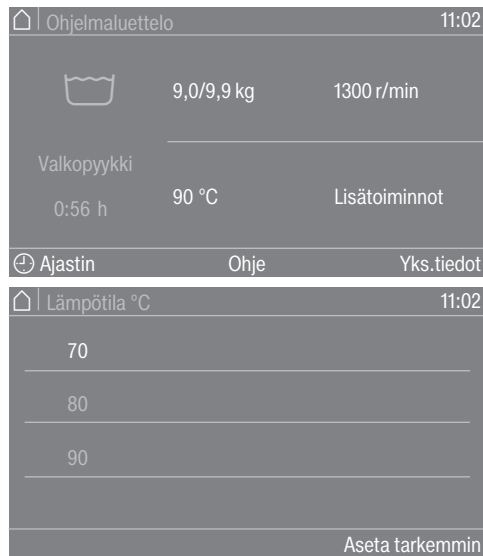 Ohjelmaluettelo 11:02
9,0/9,9 kg 1300 r/min
Valkopyykki
0:56 h
90 °C Lisätoiminnot
Ajastin Ohje Yks.tiedot
Lämpötila °C 11:02
70
80
90
Aseta tarkemmin